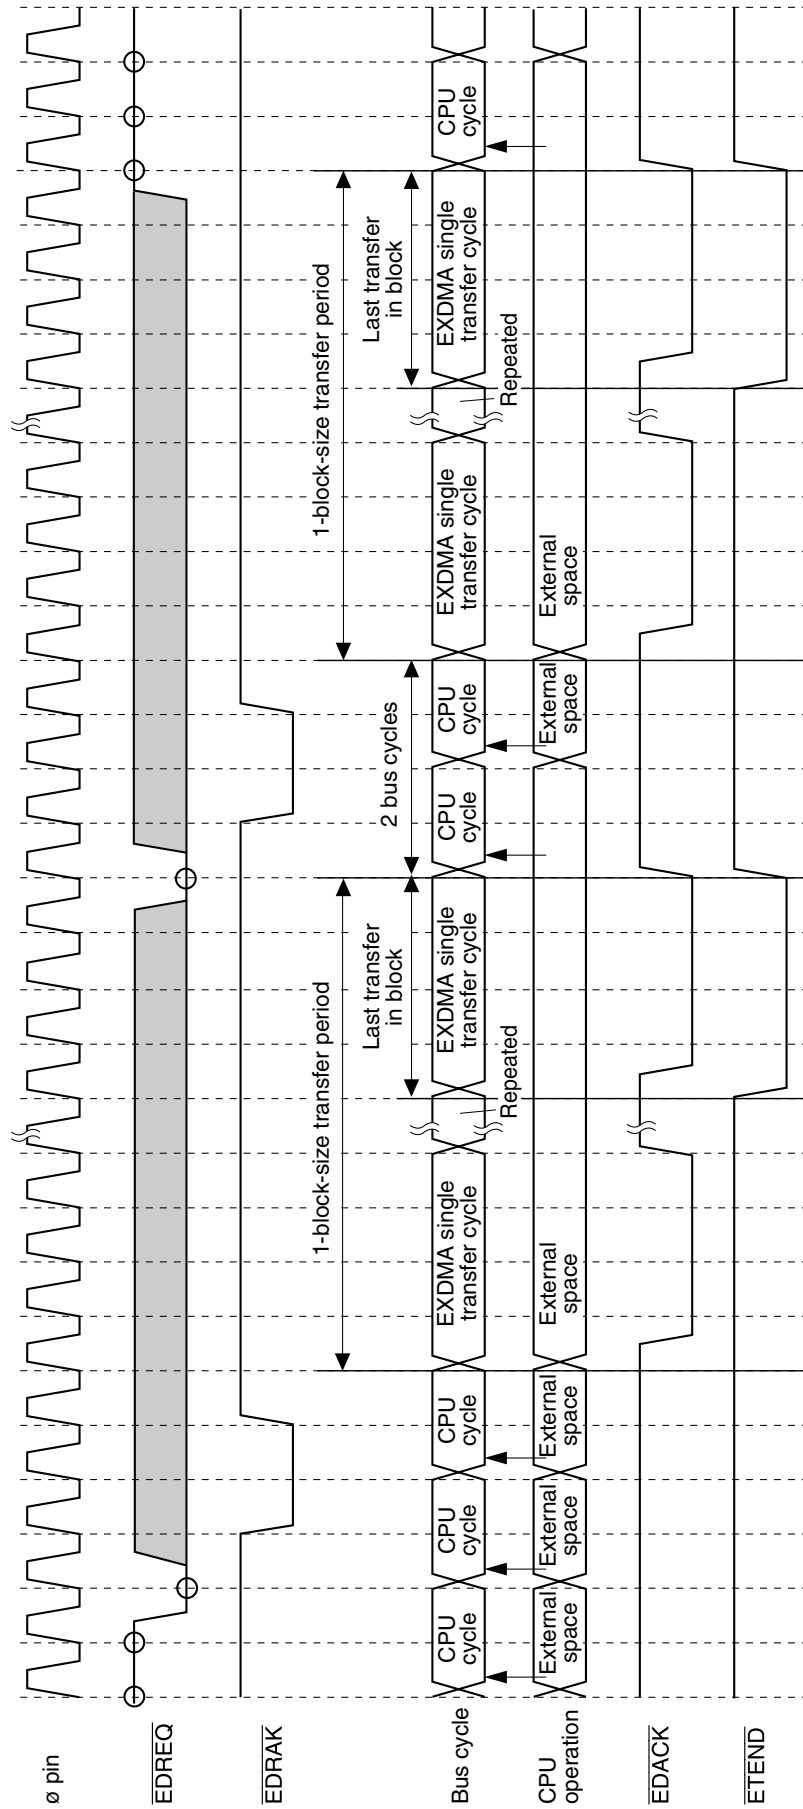 ø pin
EDREQ
EDRAK
1-block-size transfer period
1-block-size transfer period
Last transfer
in block
2 bus cycles
Last transfer
in block
Bus cycle
CPU
cycle
CPU
cycle
CPU
cycle
EXDMA single
transfer cycle
EXDMA single
transfer cycle
CPU
cycle
CPU
cycle
EXDMA single
transfer cycle
EXDMA single
transfer cycle
CPU
cycle
Repeated
Repeated
CPU
operation
External
space
External
space
External
space
External
space
External
space
External
space
EDACK
ETEND